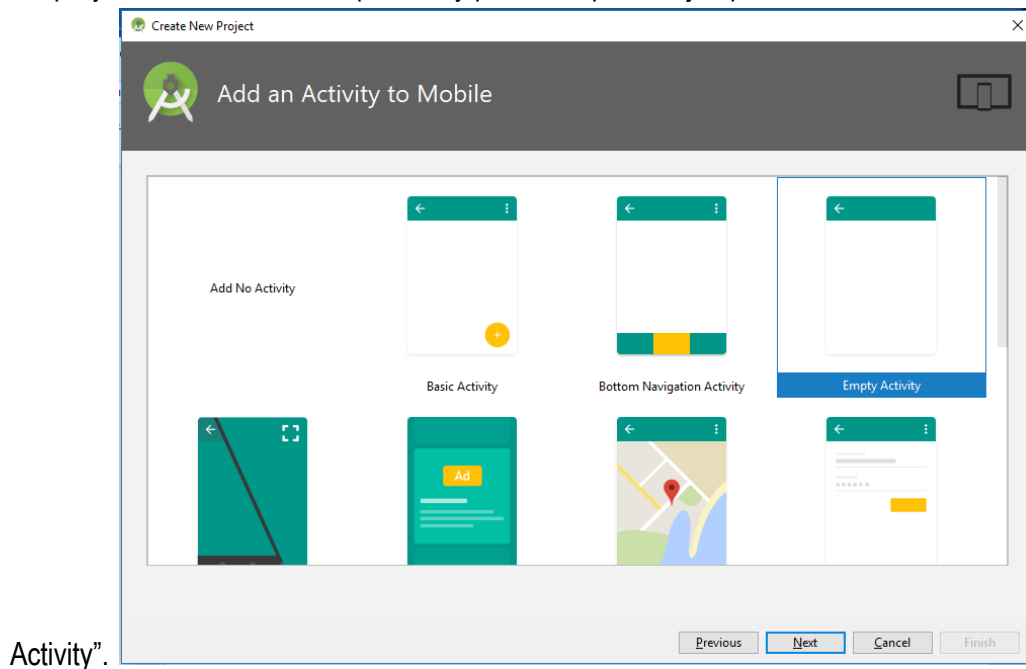 Create New Project
Add an Activity to Mobile
Add No Activity
Basic Activity
Bottom Navigation Activity
Empty Activity
Ad
Previous
Next
Cancel
Finish
Activity”.